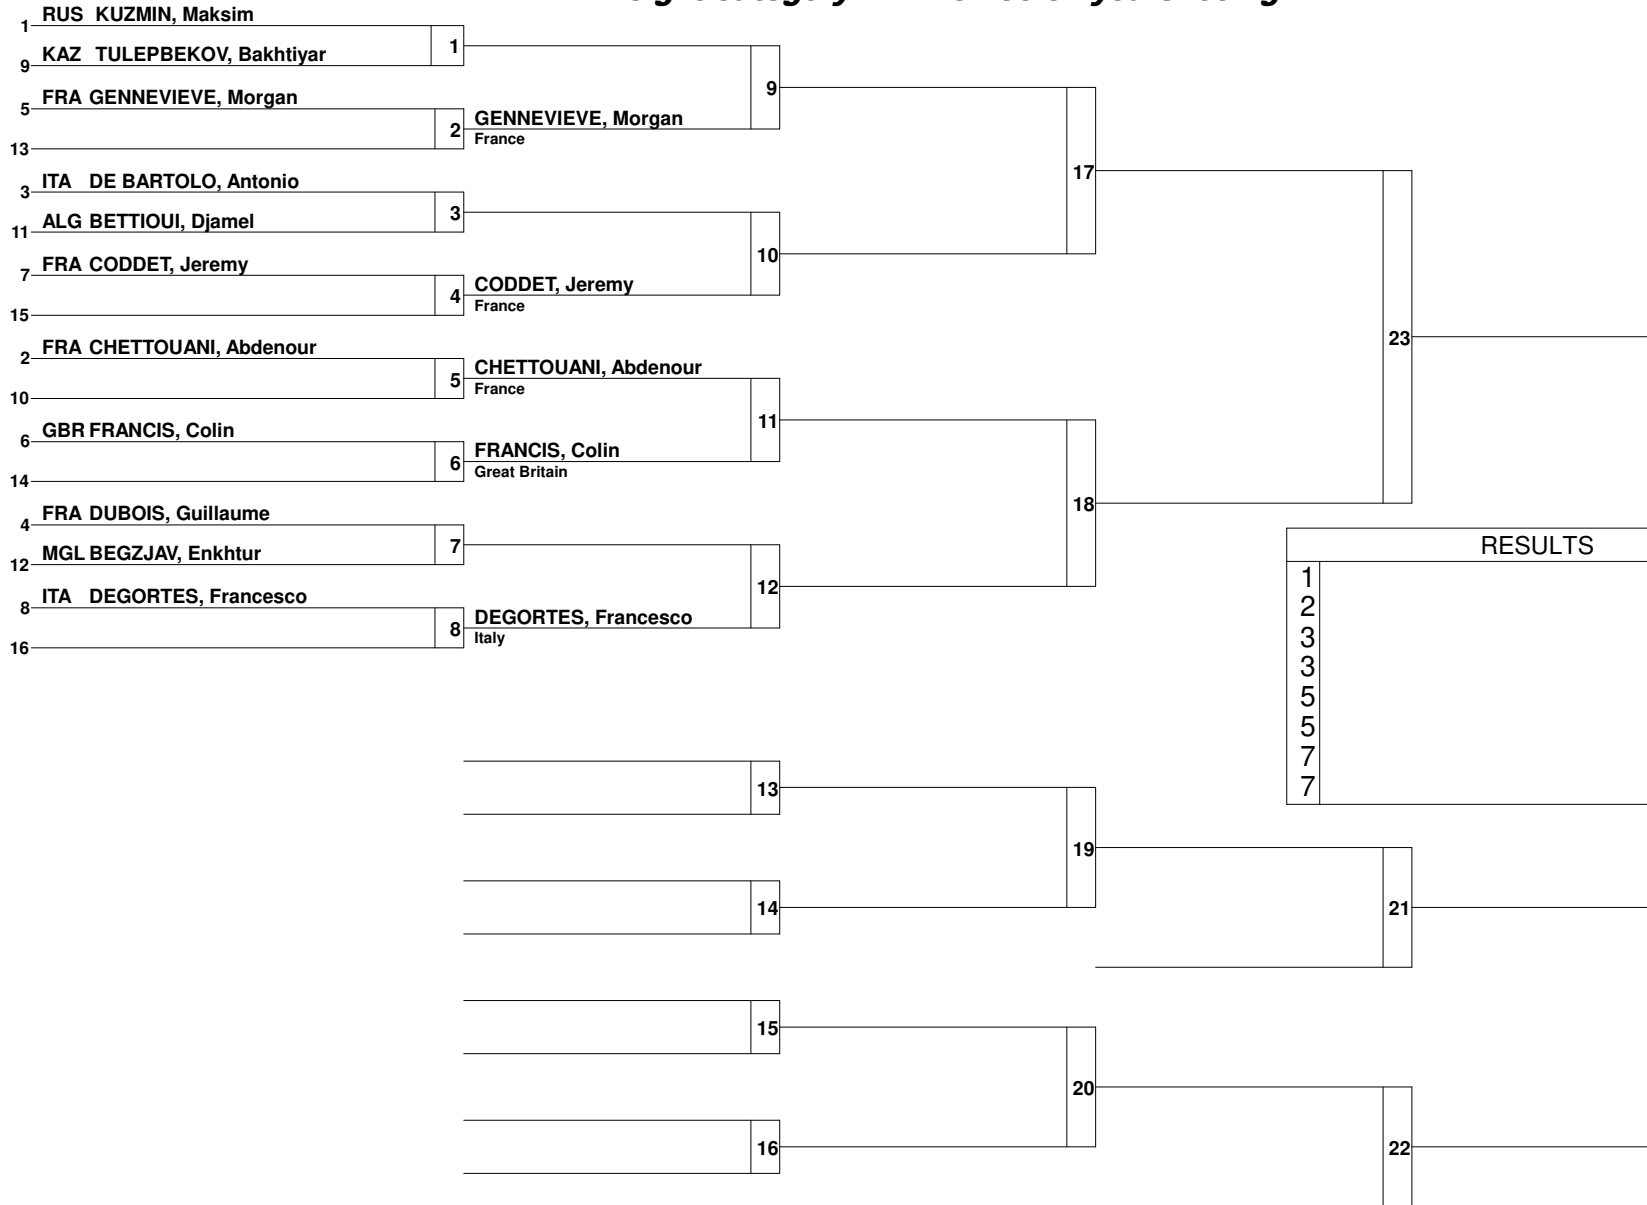 1 RUS KUZMIN, Maksim
1
9 KAZ TULEPBEKOV, Bakhtiyar
9
5 FRA GENNEVIEVE, Morgan
2 GENNEVIEVE, Morgan
France
13
17
3 ITA DE BARTOLO, Antonio
3
11 ALG BETTIOUI, Djamel
10
7 FRA CODDET, Jeremy
4 CODDET, Jeremy
France
15
23
2 FRA CHETTOUANI, Abdenour
5 CHETTOUANI, Abdenour
France
10
11
6 GBR FRANCIS, Colin
6 FRANCIS, Colin
Great Britain
14
18
4 FRA DUBOIS, Guillaume
7
12 MGL BEGZJAV, Enkhtur
12
8 ITA DEGORTES, Francesco
8 DEGORTES, Francesco
Italy
16
RESULTS
1
2
3
3
5
5
7
7
13
19
14
21
15
20
16
22